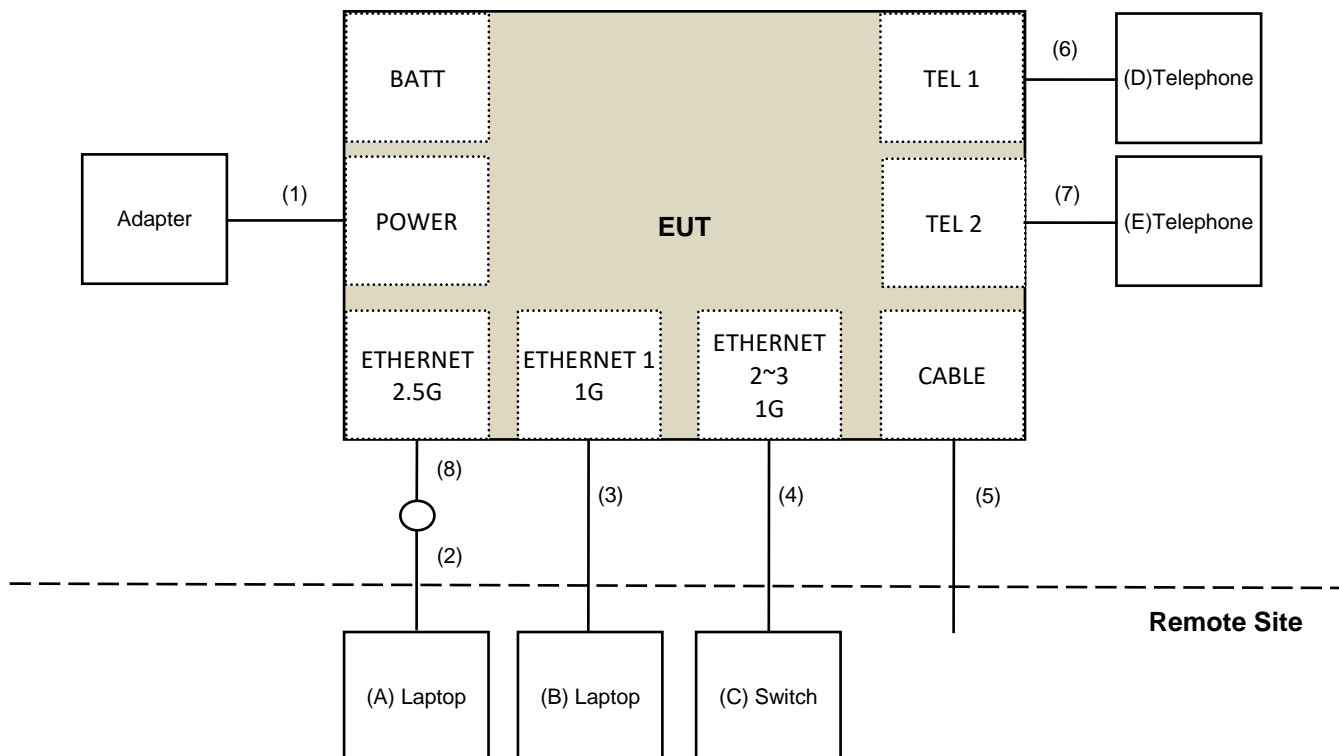 BATT
TEL 1
(6)
(D)Telephone
Adapter
(1)
POWER
EUT
TEL 2
(7)
(E)Telephone
ETHERNET
2.5G
ETHERNET 1
1G
ETHERNET
2~3
1G
CABLE
(8)
(3)
(4)
(5)
(2)
Remote Site
(A) Laptop
(B) Laptop
(C) Switch